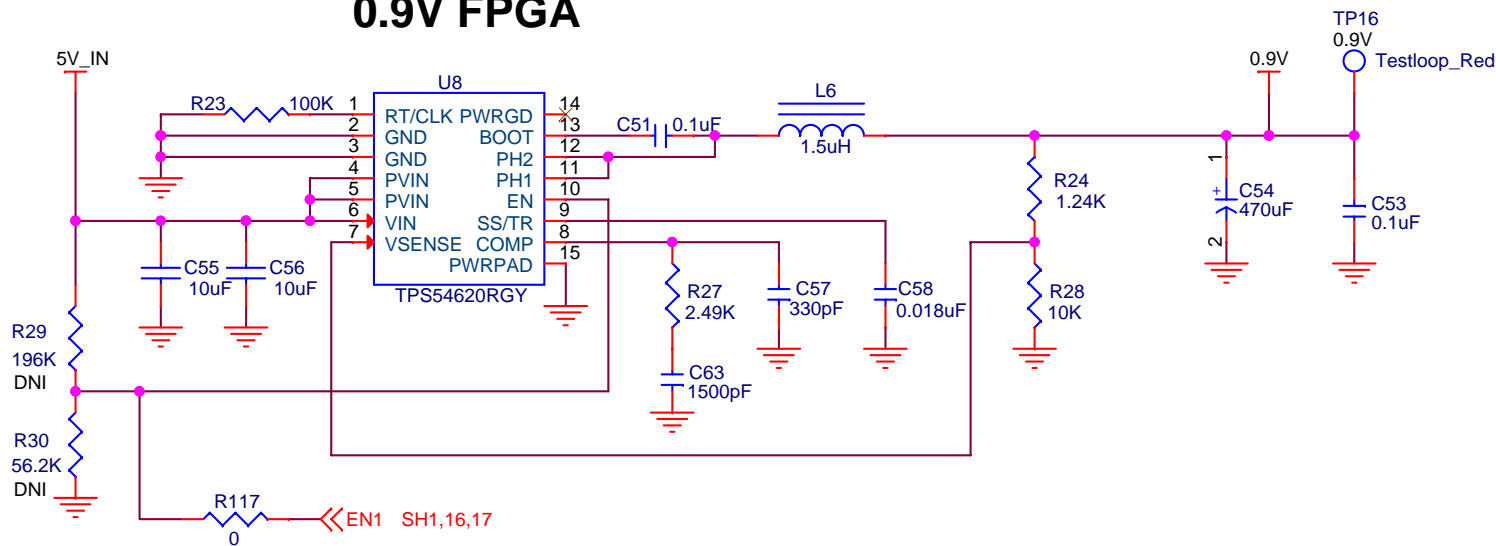 0.9V FPGA
TP16
0.9V
Testloop_Red
0.9V
5V_IN
U8
R23
100K
1
2
3
4
5
6
7
RT/CLK
GND
GND
PVIN
PVIN
VIN
VSENSE
PWRGD
BOOT
PH2
PH1
EN
SS/TR
COMP
PWRPAD
14
13
12
11
10
9
8
15
TPS54620RGY
C51
0.1uF
L6
1.5uH
R24
1.24K
1
+
C54
470uF
2
C53
0.1uF
C55
10uF
C56
10uF
R27
2.49K
C57
330pF
C58
0.018uF
R28
10K
R29
196K
DNI
C63
1500pF
R30
56.2K
DNI
R117
0
EN1 SH1,16,17